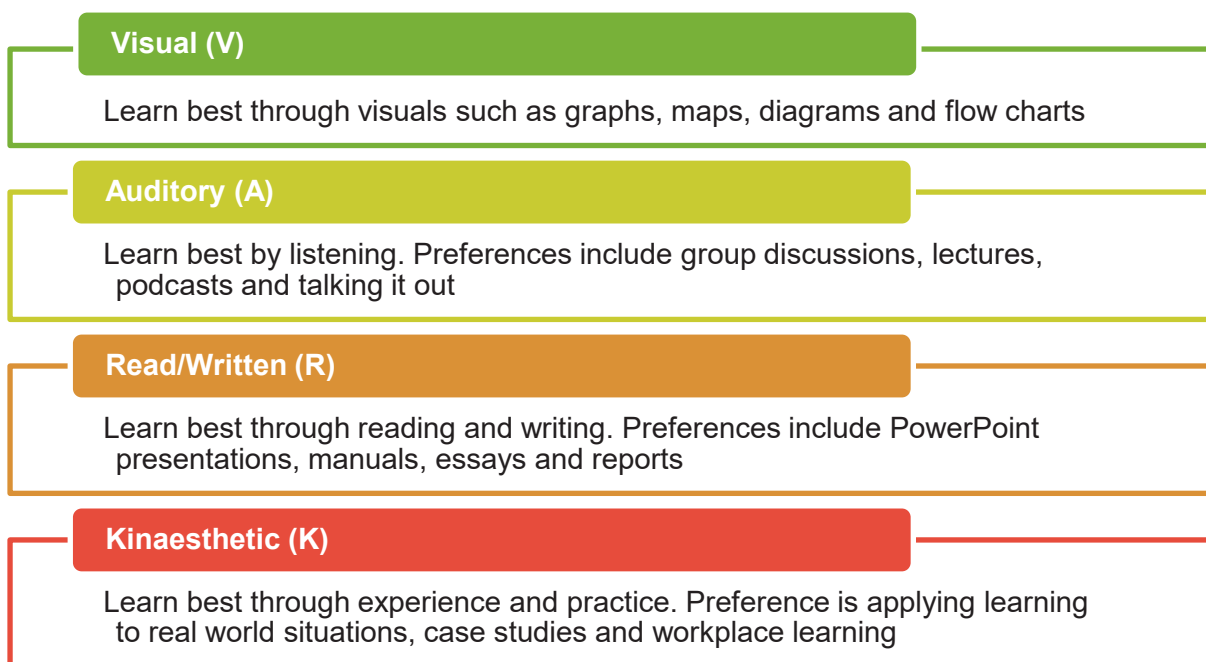 Visual (V)
Learn best through visuals such as graphs, maps, diagrams and flow charts
Auditory (A)
Learn best by listening. Preferences include group discussions, lectures,
podcasts and talking it out
Read/Written (R)
Learn best through reading and writing. Preferences include PowerPoint
presentations, manuals, essays and reports
Kinaesthetic (K)
Learn best through experience and practice. Preference is applying learning
to real world situations, case studies and workplace learning